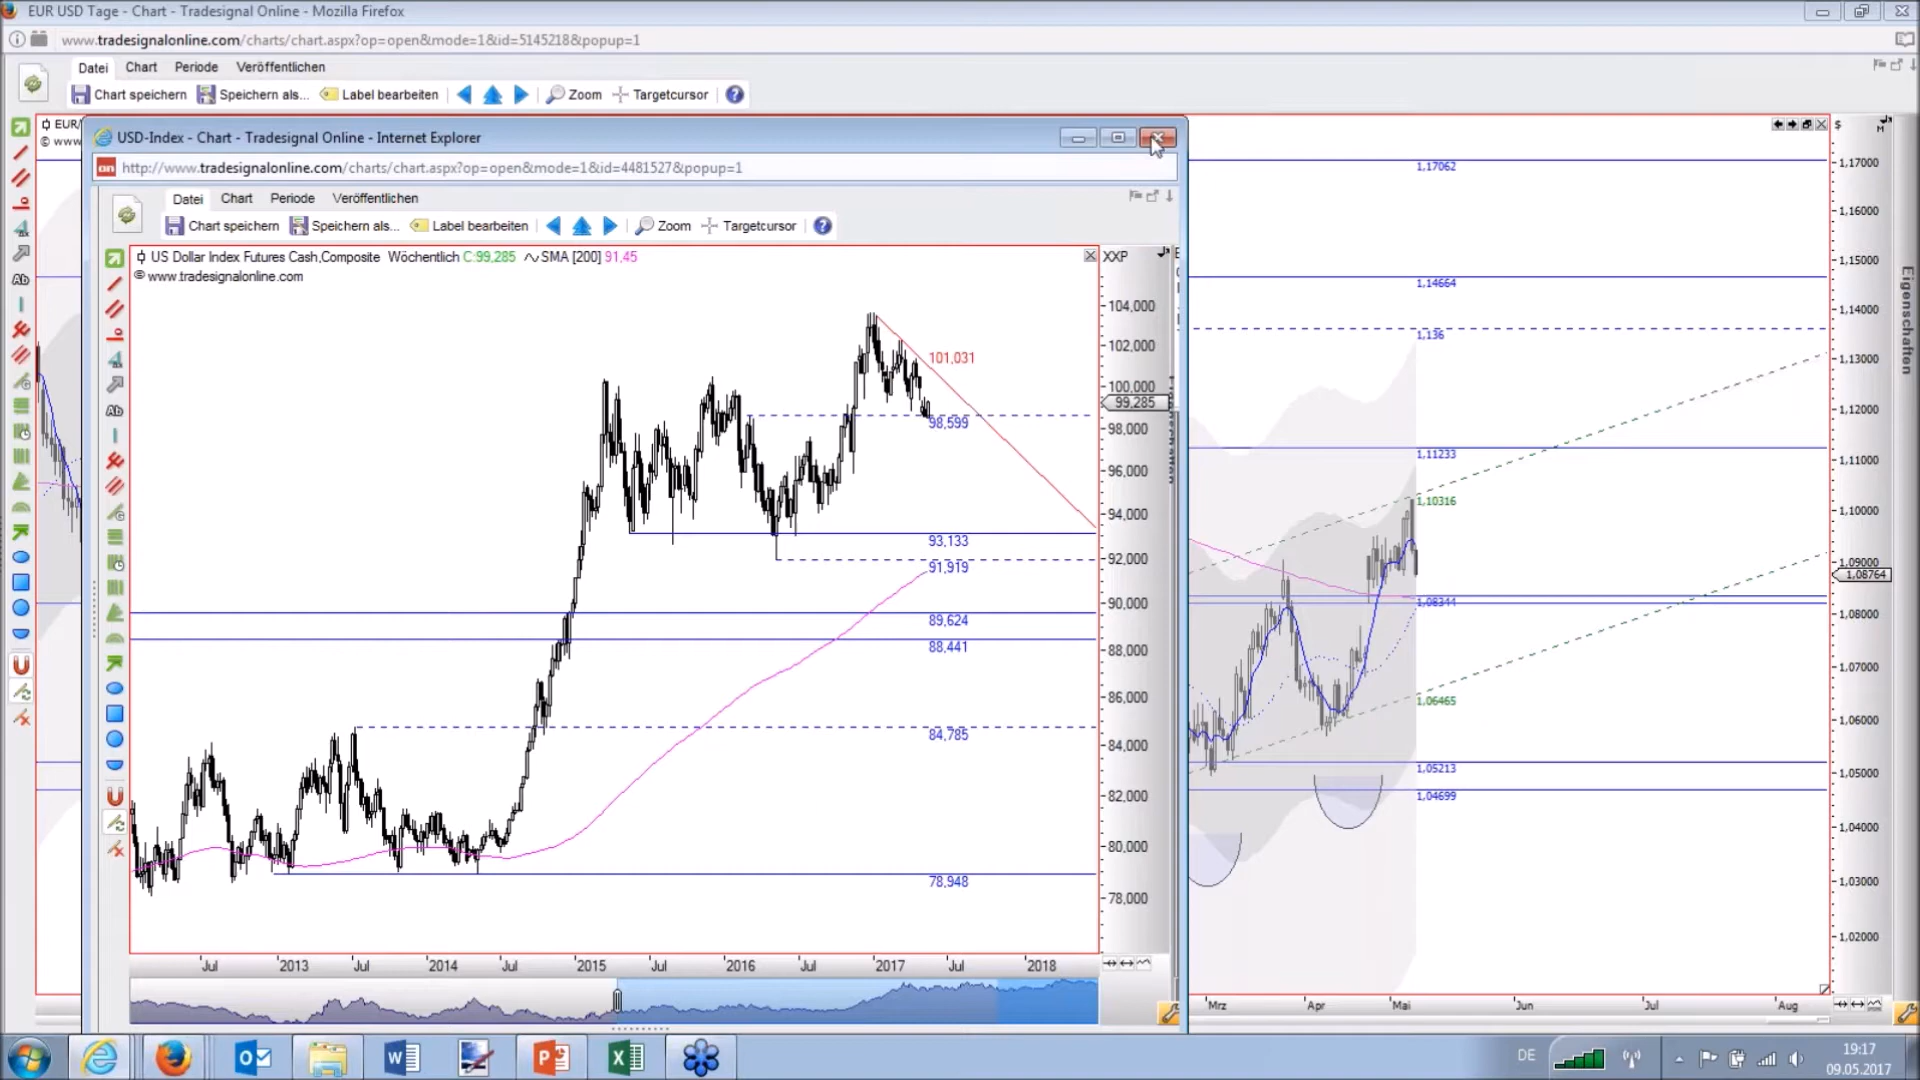 EUR USD Tage - Chart - Tradesignal Online - Mozilla Firefox
www.tradesignalonline.com/charts/chart.aspx?op=open&mode=1&id=5145218&popup=1
Datei Chart Periode Veröffentlichen
Chart speichern Speichern als... Label bearbeiten Zoom Targetcursor ?
EUR/
© www
USD-Index - Chart - Tradesignal Online - Internet Explorer
http://www.tradesignalonline.com/charts/chart.aspx?op=open&mode=1&id=4481527&popup=1
Datei Chart Periode Veröffentlichen
Chart speichern Speichern als... Label bearbeiten Zoom Targetcursor ?
US Dollar Index Futures Cash,Composite Wöchentlich C:99,285 SMA [200] 91,45
© www.tradesignalonline.com
XXP
Ab
Ab
104,000
102,000
100,000
99,285
98,000
96,000
94,000
92,000
90,000
88,000
86,000
84,000
82,000
80,000
78,000
101,031
98,599
93,133
91,919
89,624
88,441
84,785
78,948
Jul 2013 Jul 2014 Jul 2015 Jul 2016 Jul 2017 Jul 2018
$
1,17062
1,14664
1,136
1,11233
1,10316
1,08344
1,06465
1,05213
1,04699
1,17000
1,16000
1,15000
1,14000
1,13000
1,12000
1,11000
1,10000
1,09000
1,08764
1,08000
1,07000
1,06000
1,05000
1,04000
1,03000
1,02000
Mrz Apr Mai Jun Jul Aug
Eigenschaften
DE
19:17
09.05.2017